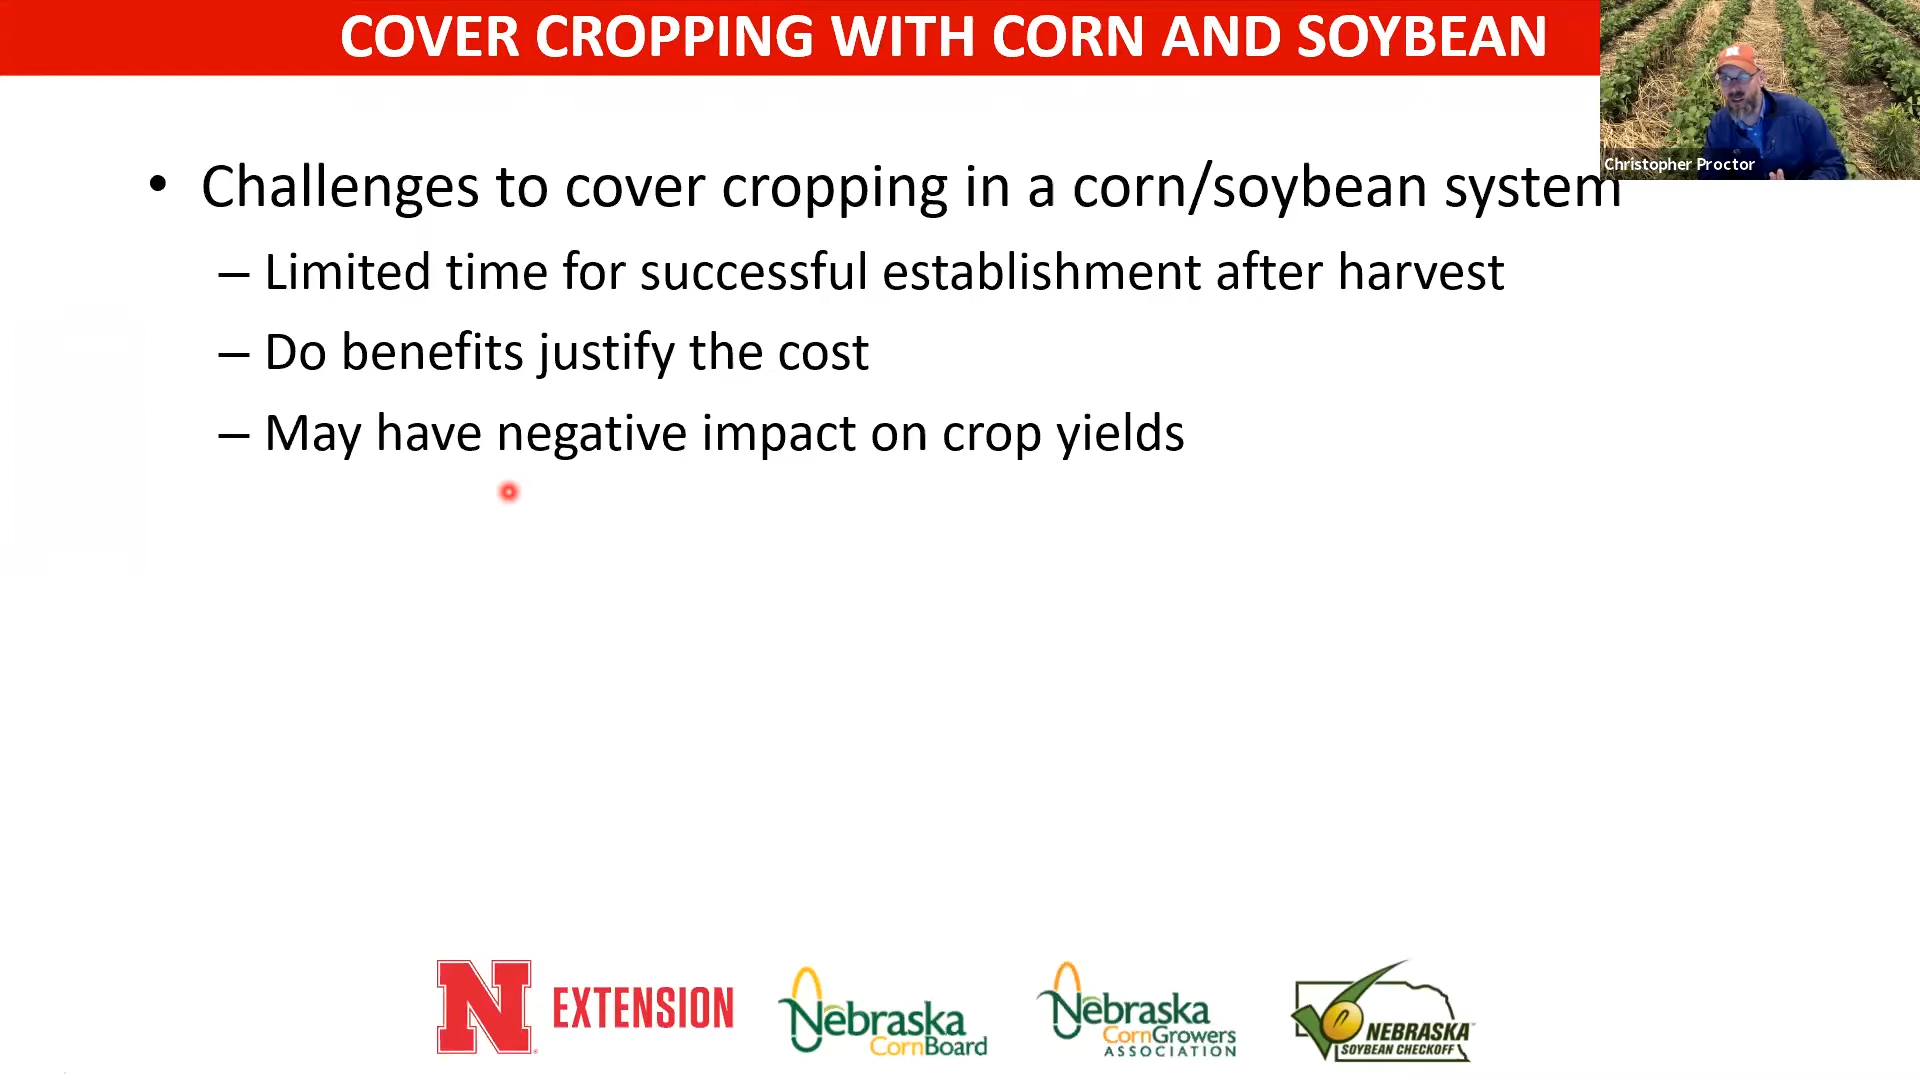 COVER CROPPING WITH CORN AND SOYBEAN
Christopher Proctor
• Challenges to cover cropping in a corn/soybean system
– Limited time for successful establishment after harvest
– Do benefits justify the cost
– May have negative impact on crop yields
N EXTENSION
Nebraska
CornBoard
Nebraska
CornGrowers
ASSOCIATION
NEBRASKA
SOYBEAN CHECKOFF